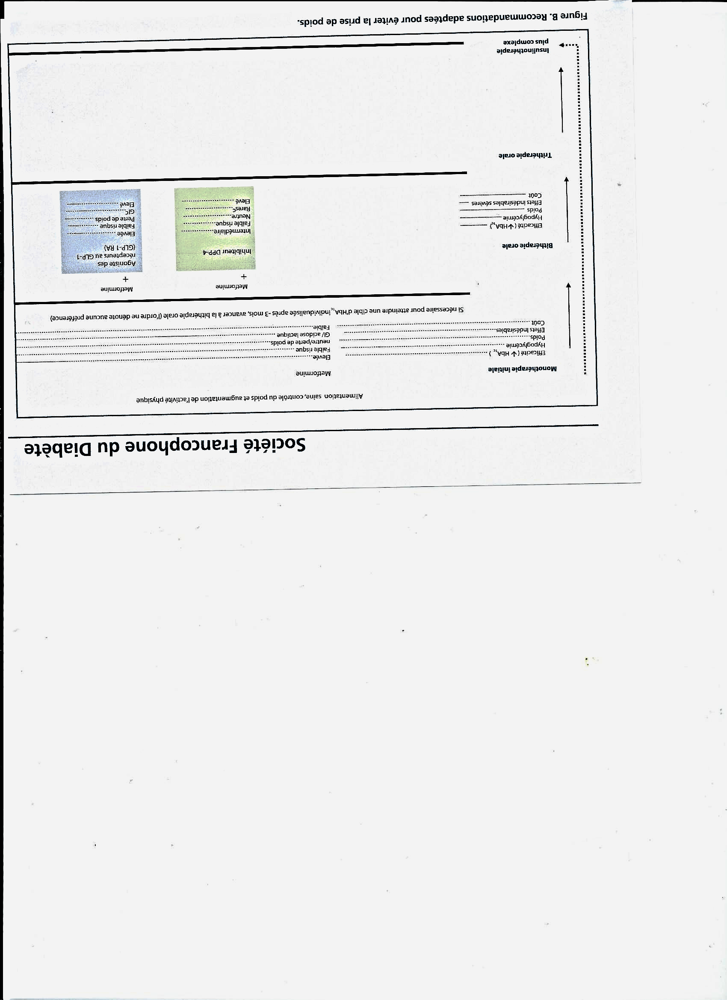 Société Francophone du Diabète
Alimentation saine, contrôle du poids et augmentation de l'activité physique
Monothérapie initiale
Metformine
Efficacité (↓ HbA1c) .......... Elevée
Hypoglycémie .......... Faible risque
Poids .......... neutre/perte de poids
Effets Indésirables .......... GI/ acidose lactique
Coût .......... Faible
Si nécessaire pour atteindre une cible d'HbA1c individualisée après -3 mois, avancer à la bithérapie orale (l'ordre ne dénote aucune préférence)
Bithérapie orale
Efficacité (↓HbA1c)
Hypoglycémie
Poids
Effets indésirables sévères
Coût
Metformine
+
Inhibiteur DPP-4
Intermédiaire
Faible risque
Neutre
Raresc
Elevé
Metformine
+
Agoniste des
récepteurs au GLP-1
(GLP-1 RA)
Elevée
Faible risque
Perte de poids
GIc
Elevé
Trithérapie orale
Insulinothérapie
plus complexe
Figure B. Recommandations adaptées pour éviter la prise de poids.